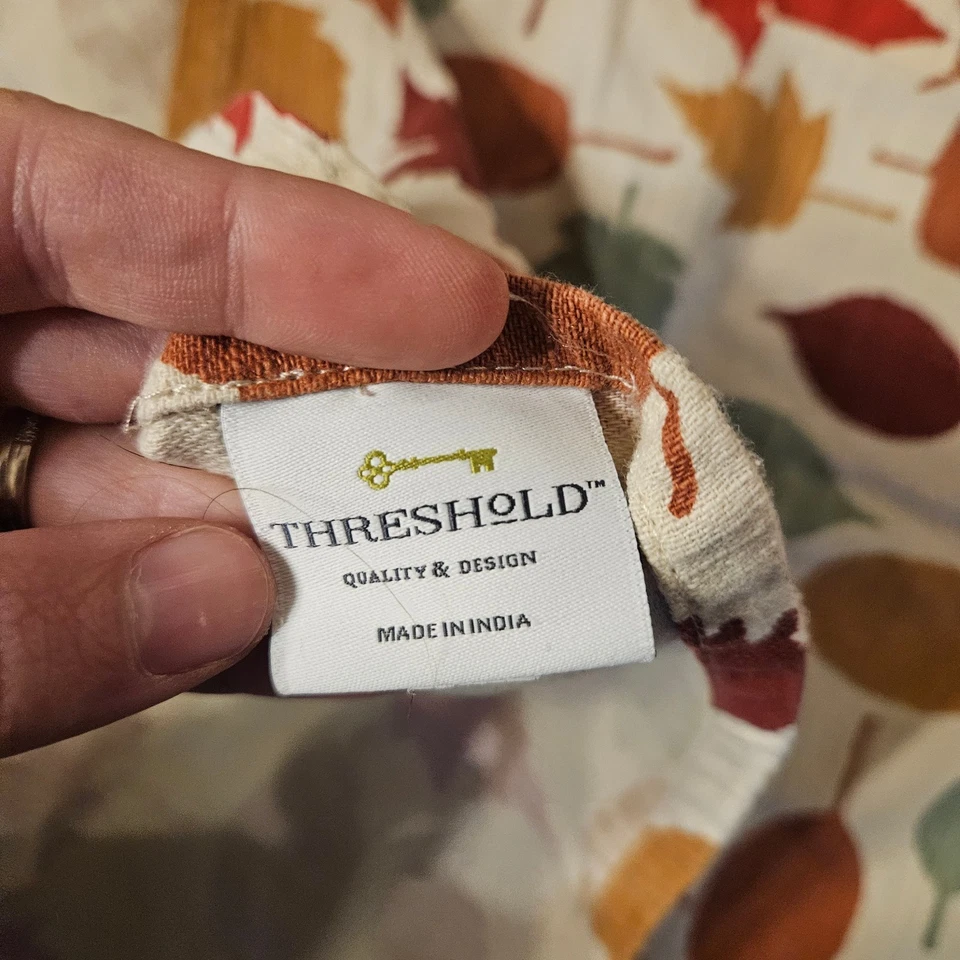 THRESHOLD™
QUALITY & DESIGN
MADE IN INDIA